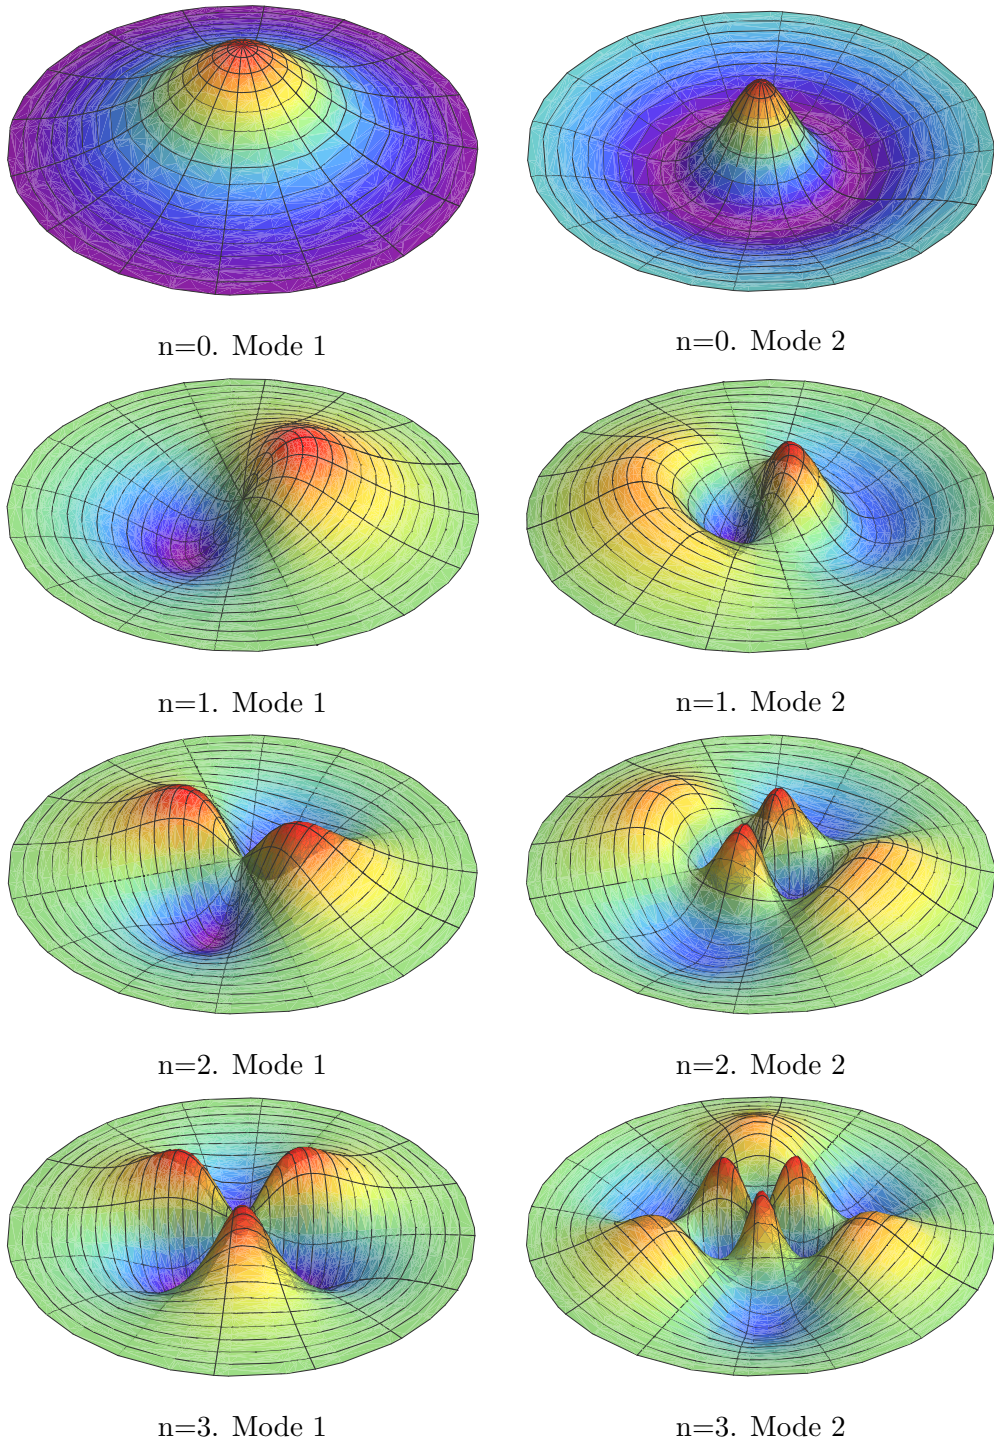 n=0. Mode 1
n=0. Mode 2
n=1. Mode 1
n=1. Mode 2
n=2. Mode 1
n=2. Mode 2
n=3. Mode 1
n=3. Mode 2